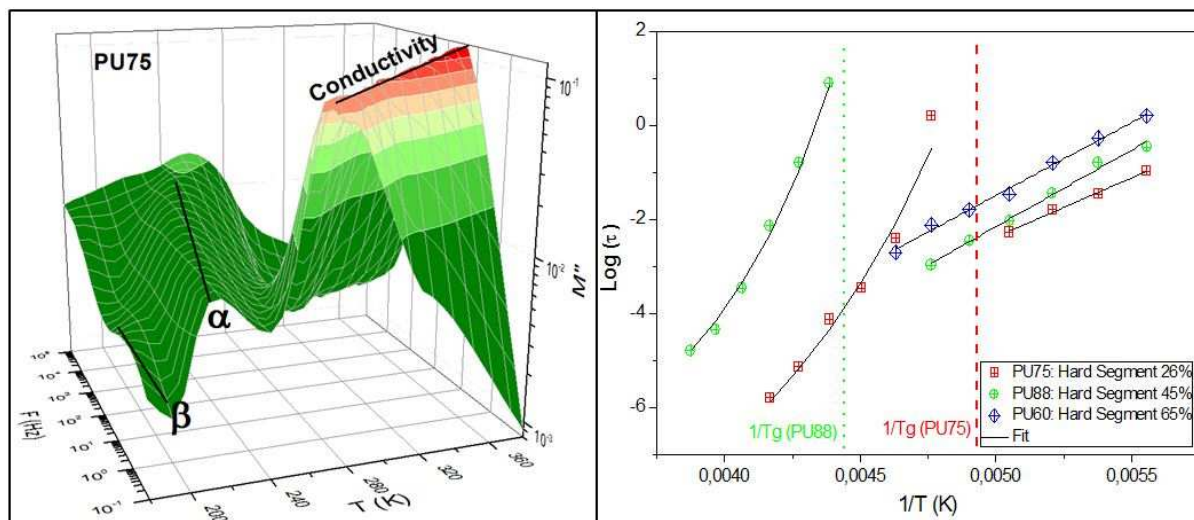 PU75
Conductivity
α
β
10⁻¹
10⁻²
10⁻³
M''
F(Hz)
10⁴
10³
10²
10¹
10⁰
10⁻¹
200
240
280
320
360
T (K)
2
0
-2
-4
-6
Log (τ)
1/Tg (PU88)
1/Tg (PU75)
PU75: Hard Segment 26%
PU88: Hard Segment 45%
PU60: Hard Segment 65%
Fit
0,0040
0,0045
0,0050
0,0055
1/T (K)